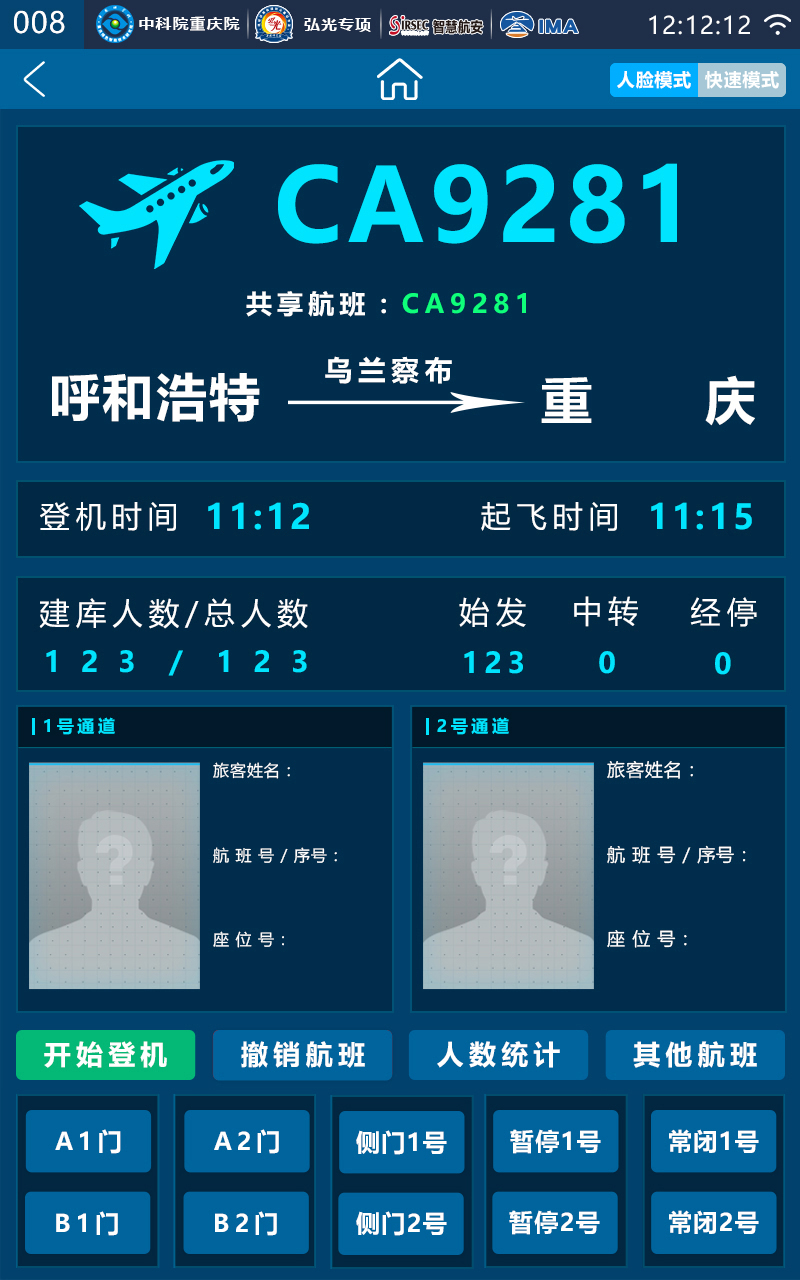 008 中科院重庆院 弘光专项 SiRSEC 智慧航安 IMA 12:12:12
人脸模式 快速模式
CA9281
共享航班：CA9281
呼和浩特 乌兰察布 重 庆
登机时间 11:12 起飞时间 11:15
建库人数/总人数 始发 中转 经停
1 2 3 / 1 2 3 123 0 0
1号通道
旅客姓名：
航 班 号 / 序号：
座 位 号：
2号通道
旅客姓名：
航 班 号 / 序号：
座 位 号：
开始登机 撤销航班 人数统计 其他航班
A1门 A2门 侧门1号 暂停1号 常闭1号
B1门 B2门 侧门2号 暂停2号 常闭2号